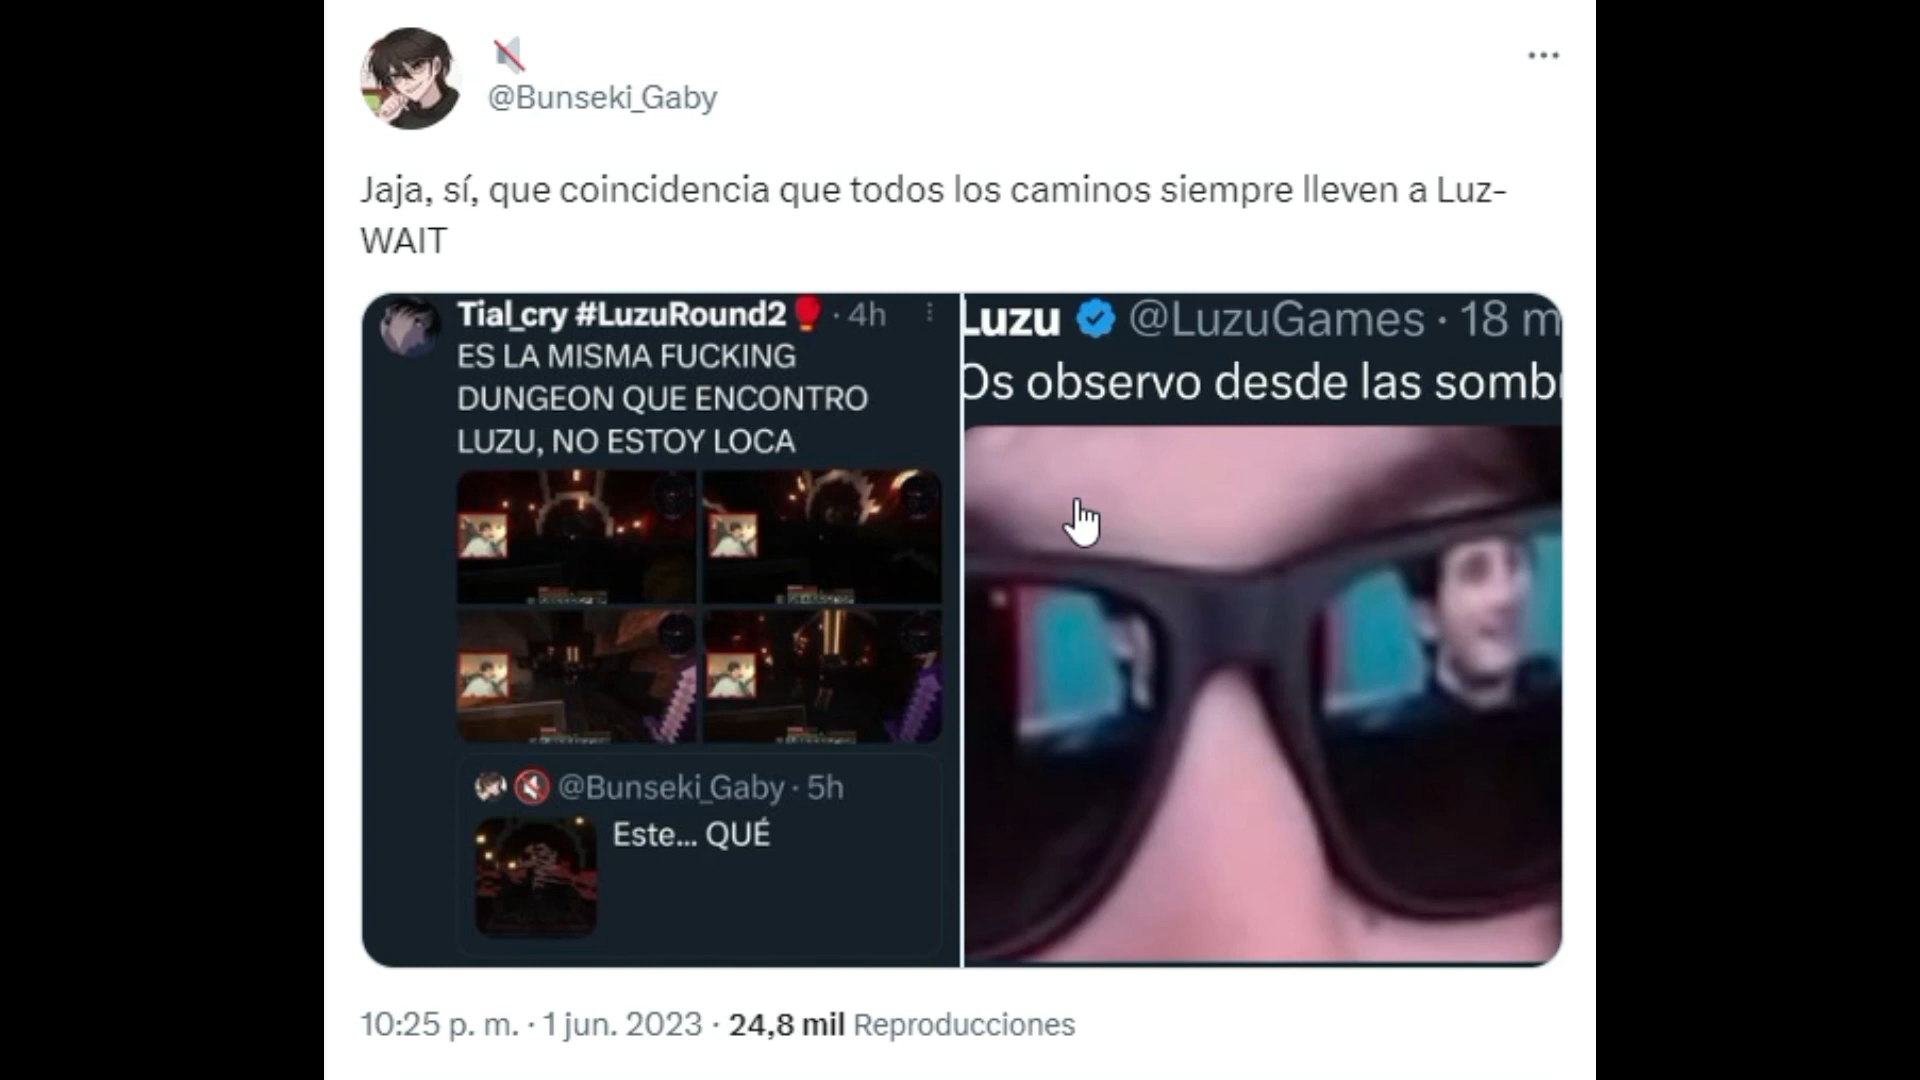 @Bunseki_Gaby
Jaja, sí, que coincidencia que todos los caminos siempre lleven a Luz-
WAIT
Tial_cry #LuzuRound2 · 4h
ES LA MISMA FUCKING
DUNGEON QUE ENCONTRO
LUZU, NO ESTOY LOCA
@Bunseki_Gaby · 5h
Este... QUÉ
Luzu @LuzuGames · 18 m
Os observo desde las somb
10:25 p. m. · 1 jun. 2023 · 24,8 mil Reproducciones